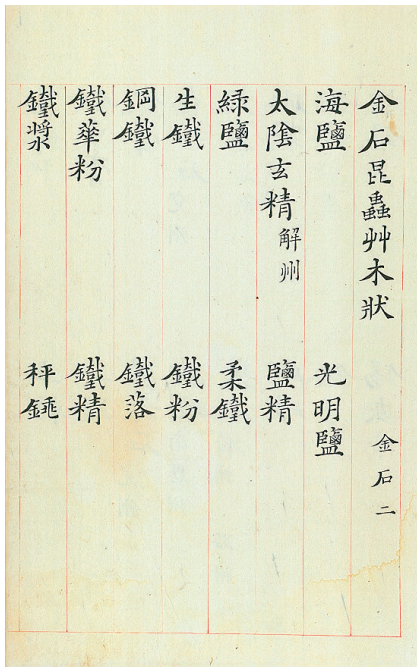 金石昆蟲艸木狀 金石二
海鹽 光明鹽
太陰玄精解州 鹽精
綠鹽 柔鐵
生鐵 鐵粉
鋼鐵 鐵落
鐵華粉 鐵精
鐵漿 秤錘